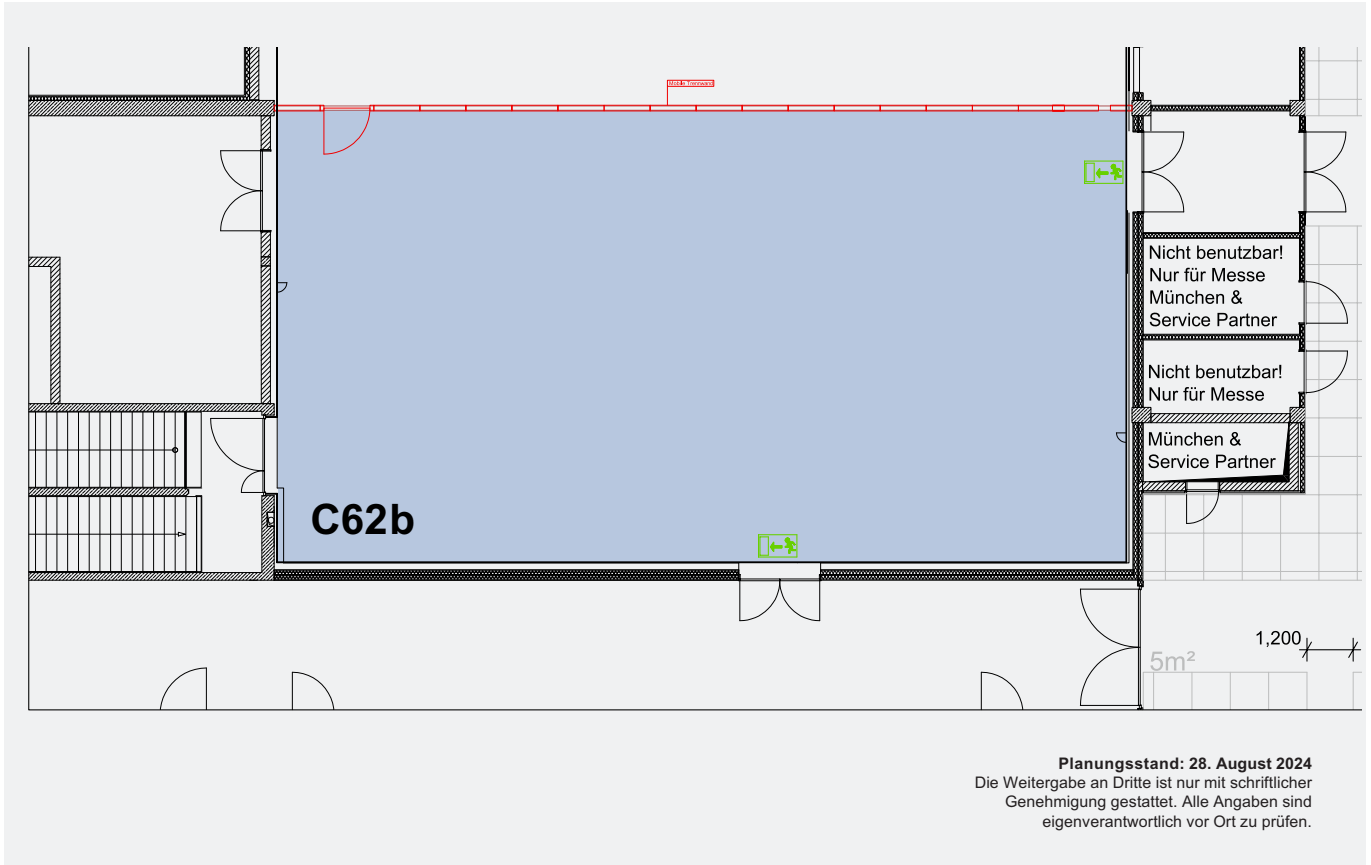 Mobile Trennwand
Nicht benutzbar!
Nur für Messe
München &
Service Partner
Nicht benutzbar!
Nur für Messe
München &
Service Partner
C62b
1,200
5m²
Planungsstand: 28. August 2024
Die Weitergabe an Dritte ist nur mit schriftlicher
Genehmigung gestattet. Alle Angaben sind
eigenverantwortlich vor Ort zu prüfen.